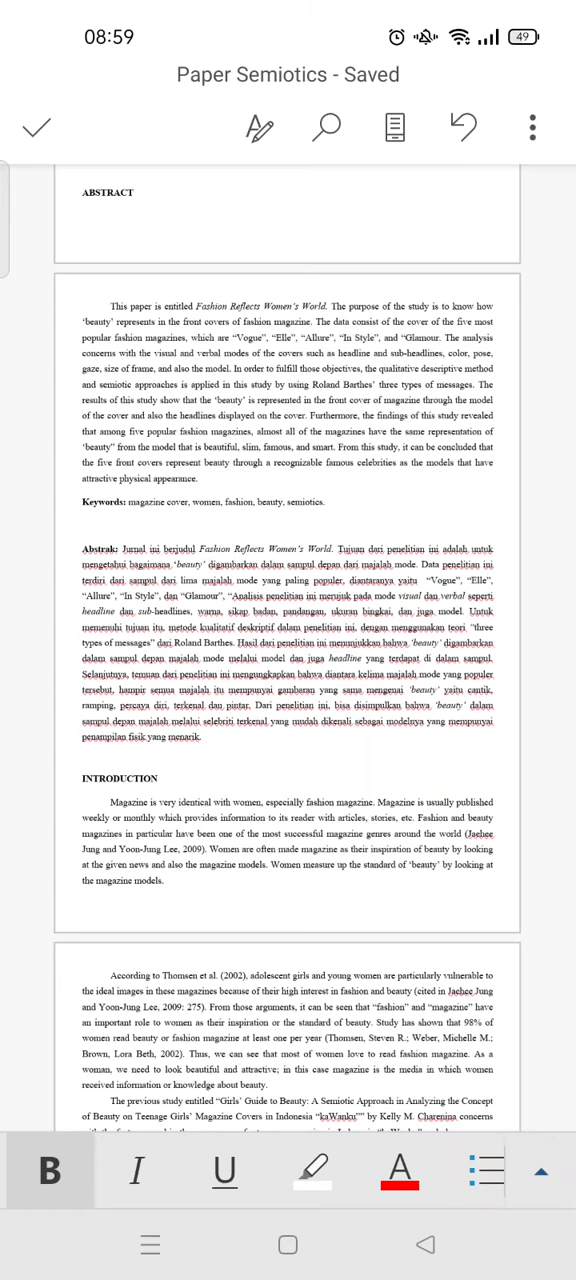 08:59
49
Paper Semiotics - Saved
ABSTRACT
This paper is entitled Fashion Reflects Women's World. The purpose of the study is to know how
'beauty' represents in the front covers of fashion magazine. The data consist of the cover of the five most
popular fashion magazines, which are "Vogue", "Elle", "Allure", "In Style", and "Glamour. The analysis
concerns with the visual and verbal modes of the covers such as headline and sub-headlines, color, pose,
gaze, size of frame, and also the model. In order to fulfill those objectives, the qualitative descriptive method
and semiotic approaches is applied in this study by using Roland Barthes' three types of messages. The
results of this study show that the 'beauty' is represented in the front cover of magazine through the model
of the cover and also the headlines displayed on the cover. Furthermore, the findings of this study revealed
that among five popular fashion magazines, almost all of the magazines have the same representation of
'beauty" from the model that is beautiful, slim, famous, and smart. From this study, it can be concluded that
the five front covers represent beauty through a recognizable famous celebrities as the models that have
attractive physical appearance.
Keywords: magazine cover, women, fashion, beauty, semiotics.
Abstrak: Jurnal ini berjudul Fashion Reflects Women's World. Tujuan dari penelitian ini adalah untuk
mengetahui bagaimana 'beauty' digambarkan dalam sampul depan dari majalah mode. Data penelitian ini
terdiri dari sampul dari lima majalah mode yang paling populer, diantaranya yaitu "Vogue", "Elle",
"Allure", "In Style", dan "Glamour", "Analisis penelitian ini merujuk pada mode visual dan verbal seperti
headline dan sub-headlines, warna, sikap badan, pandangan, ukuran bingkai, dan juga model. Untuk
memenuhi tujuan itu, metode kualitatif deskriptif dalam penelitian ini, dengan menggunakan teori "three
types of messages" dari Roland Barthes. Hasil dari penelitian ini menunjukkan bahwa 'beauty' digambarkan
dalam sampul depan majalah mode melalui model dan juga headline yang terdapat di dalam sampul.
Selanjutnya, temuan dari penelitian ini mengungkapkan bahwa diantara kelima majalah mode yang populer
tersebut, hampir semua majalah itu mempunyai gambaran yang sama mengenai 'beauty' yaitu cantik,
ramping, percaya diri, terkenal dan pintar. Dari penelitian ini, bisa disimpulkan bahwa 'beauty' dalam
sampul depan majalah melalui selebriti terkenal yang mudah dikenali sebagai modelnya yang mempunyai
penampilan fisik yang menarik.
INTRODUCTION
Magazine is very identical with women, especially fashion magazine. Magazine is usually published
weekly or monthly which provides information to its reader with articles, stories, etc. Fashion and beauty
magazines in particular have been one of the most successful magazine genres around the world (Jaehee
Jung and Yoon-Jung Lee, 2009). Women are often made magazine as their inspiration of beauty by looking
at the given news and also the magazine models. Women measure up the standard of 'beauty' by looking at
the magazine models.
According to Thomsen et al. (2002), adolescent girls and young women are particularly vulnerable to
the ideal images in these magazines because of their high interest in fashion and beauty (cited in Jaehee Jung
and Yoon-Jung Lee, 2009: 275). From those arguments, it can be seen that "fashion" and "magazine" have
an important role to women as their inspiration or the standard of beauty. Study has shown that 98% of
women read beauty or fashion magazine at least one per year (Thomsen, Steven R.; Weber, Michelle M.;
Brown, Lora Beth, 2002). Thus, we can see that most of women love to read fashion magazine. As a
woman, we need to look beautiful and attractive; in this case magazine is the media in which women
received information or knowledge about beauty.
The previous study entitled "Girls' Guide to Beauty: A Semiotic Approach in Analyzing the Concept
of Beauty on Teenage Girls' Magazine Covers in Indonesia "kaWanku"" by Kelly M. Charenina concerns
B I U A